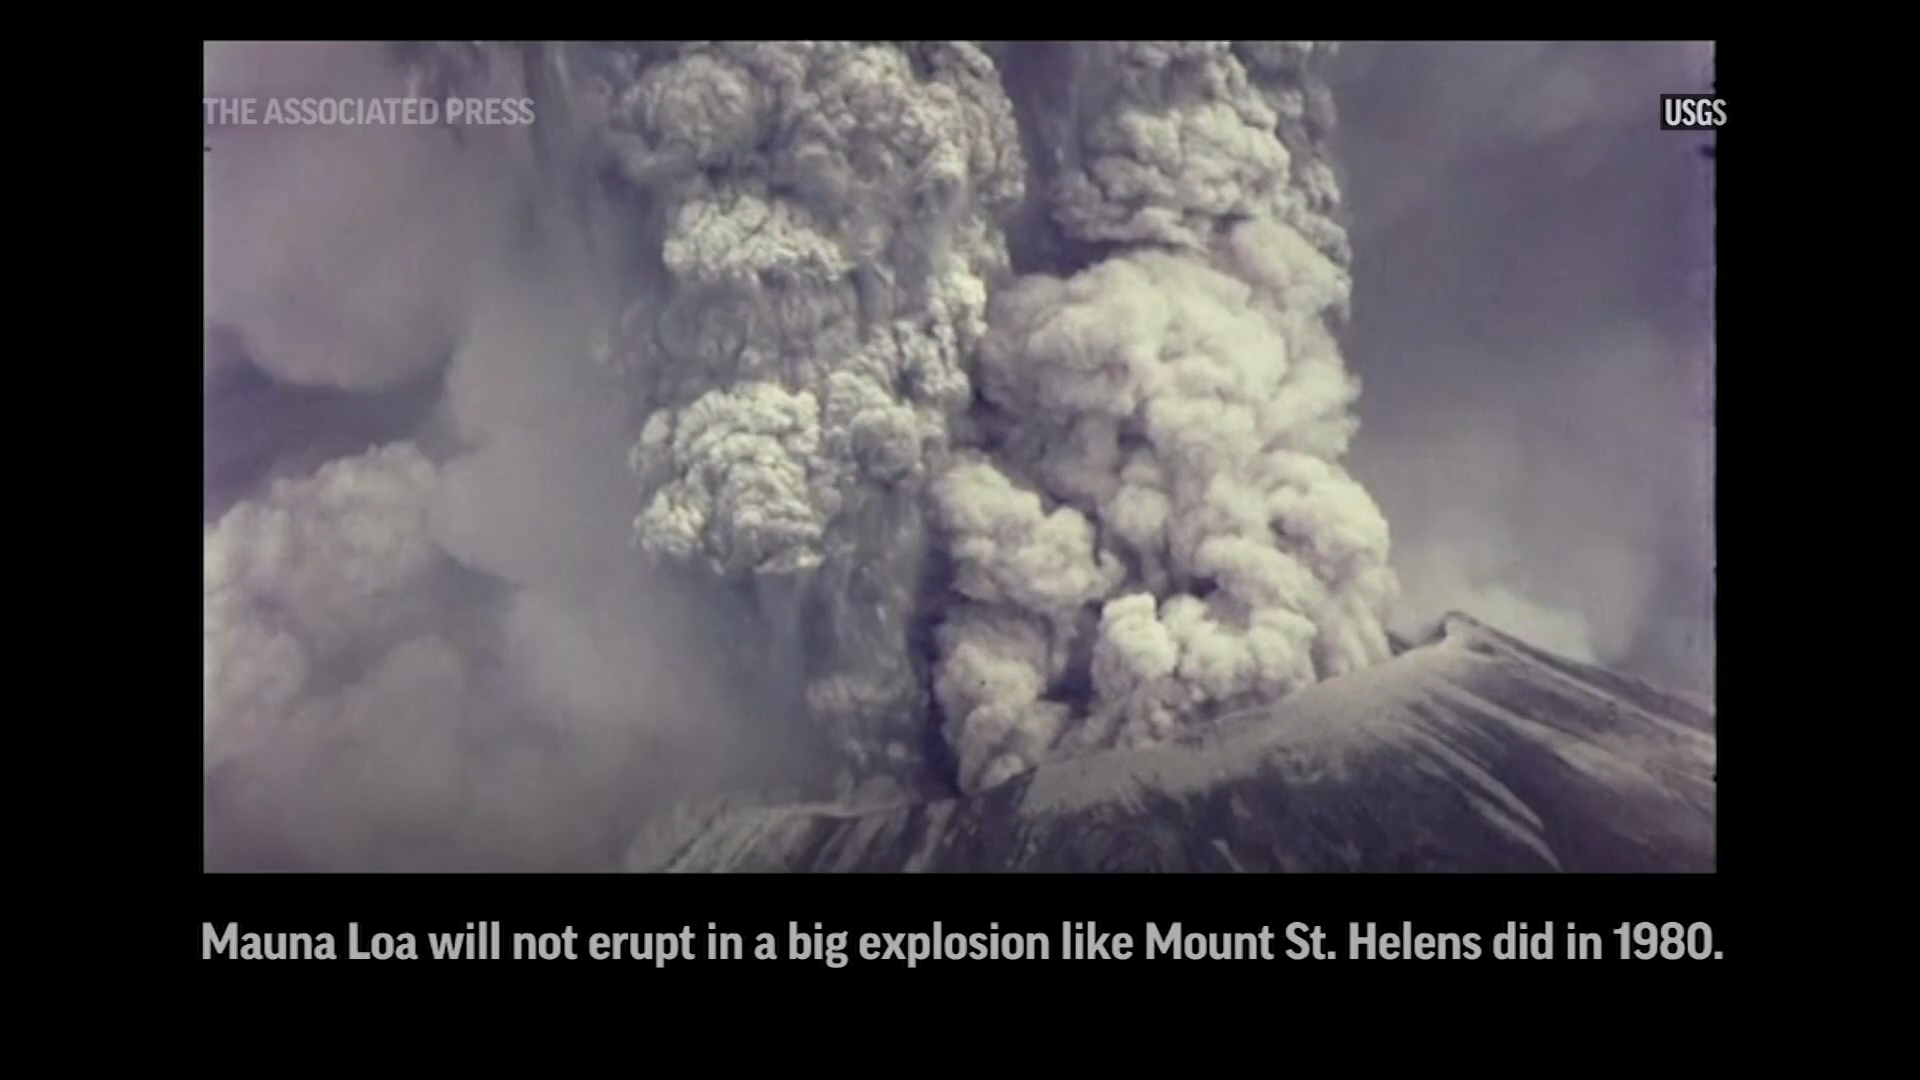 THE ASSOCIATED PRESS
USGS
Mauna Loa will not erupt in a big explosion like Mount St. Helens did in 1980.